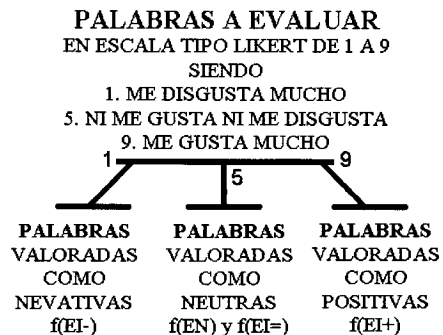 PALABRAS A EVALUAR
EN ESCALA TIPO LIKERT DE 1 A 9
SIENDO
1. ME DISGUSTA MUCHO
5. NI ME GUSTA NI ME DISGUSTA
9. ME GUSTA MUCHO
1 9
5
PALABRAS PALABRAS PALABRAS
VALORADAS VALORADAS VALORADAS
COMO COMO COMO
NEVATIVAS NEUTRAS POSITIVAS
f(EI-) f(EN) y f(EI=) f(EI+)